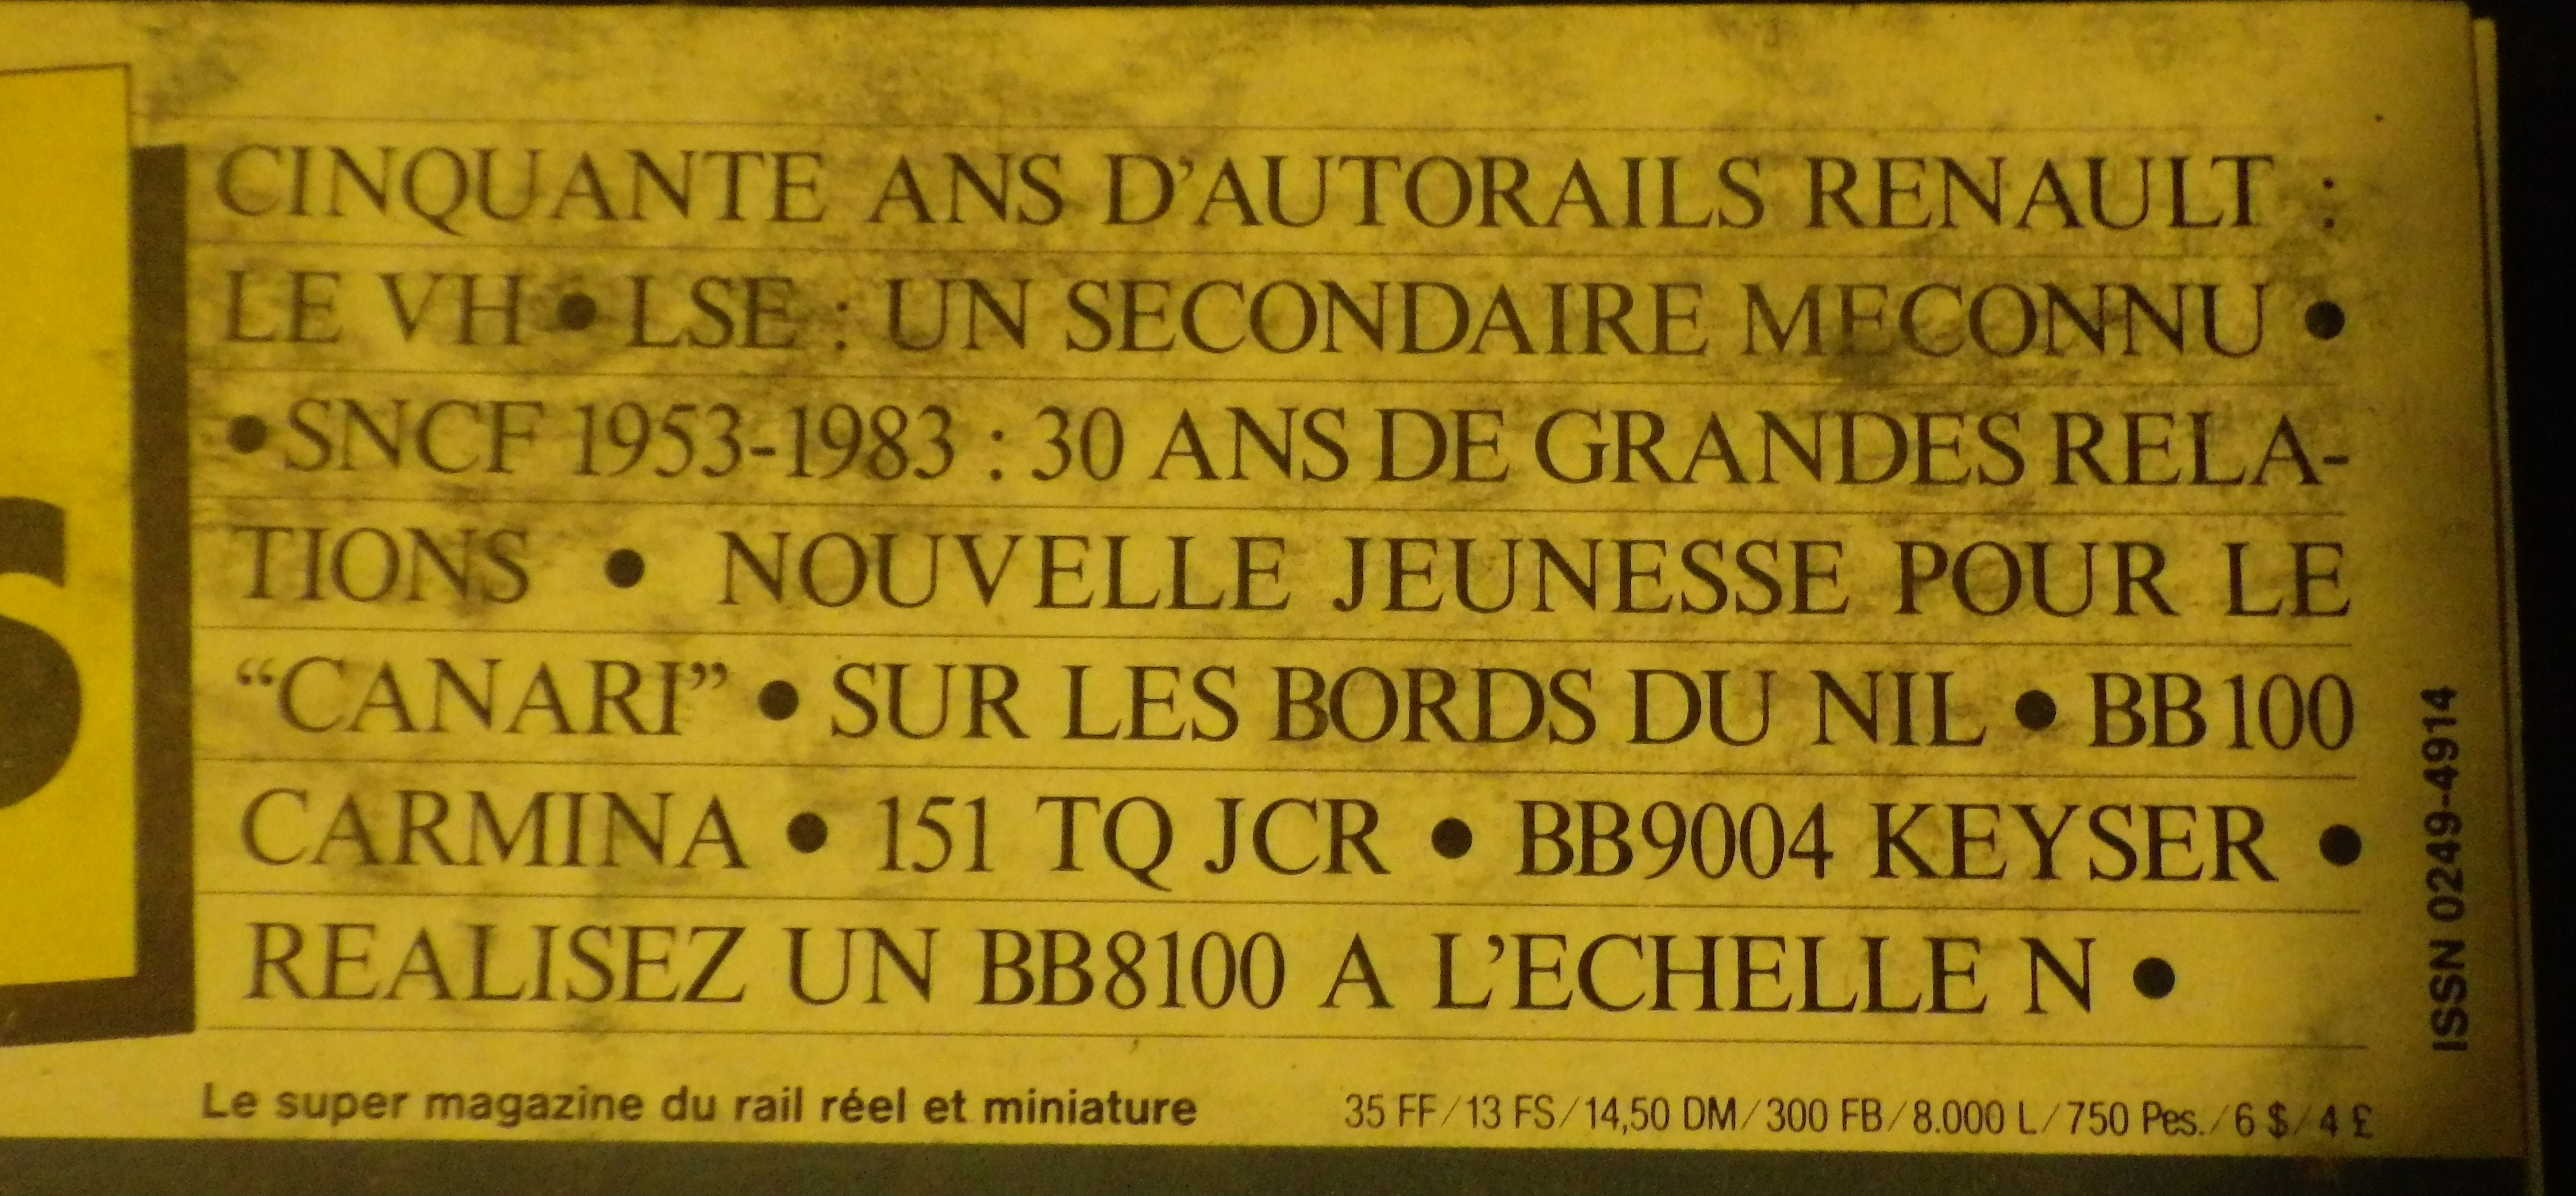 CINQUANTE ANS D'AUTORAILS RENAULT :
LE VH • LSE : UN SECONDAIRE MECONNU •
• SNCF 1953-1983 : 30 ANS DE GRANDES RELA-
TIONS • NOUVELLE JEUNESSE POUR LE
“CANARI” • SUR LES BORDS DU NIL • BB100
CARMINA • 151 TQ JCR • BB9004 KEYSER •
REALISEZ UN BB8100 A L'ECHELLE N •
Le super magazine du rail réel et miniature
35 FF/13 FS/14,50 DM/300 FB/8.000 L/750 Pes./6 $/4 £
ISSN 0249-4914
S